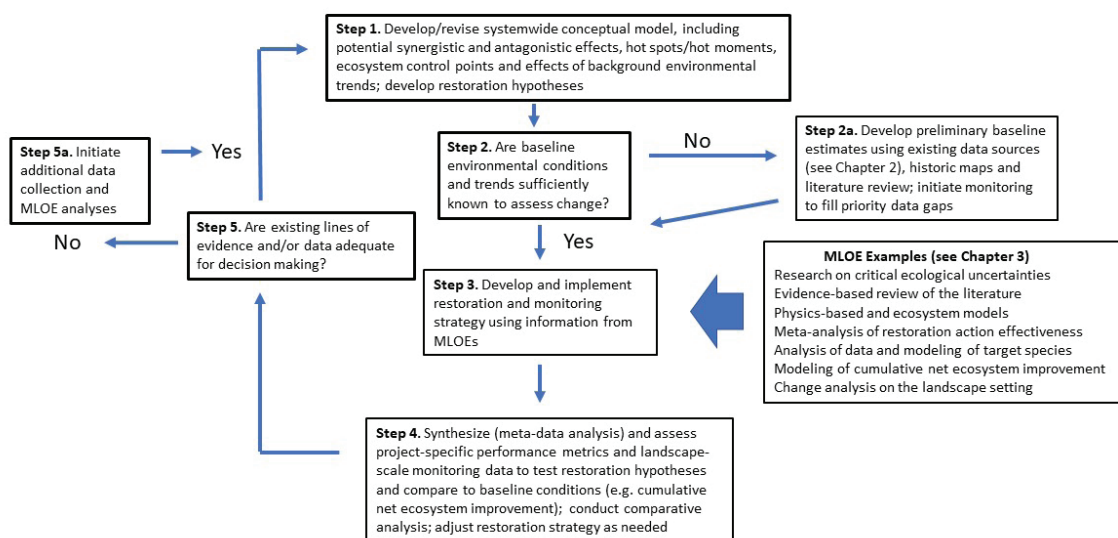 Step 1. Develop/revise systemwide conceptual model, including
potential synergistic and antagonistic effects, hot spots/hot moments,
ecosystem control points and effects of background environmental
trends; develop restoration hypotheses
Step 2. Are baseline
environmental conditions
and trends sufficiently
known to assess change?
No
Step 2a. Develop preliminary baseline
estimates using existing data sources
(see Chapter 2), historic maps and
literature review; initiate monitoring
to fill priority data gaps
Step 5a. Initiate
additional data
collection and
MLOE analyses
Yes
Step 5. Are existing lines of
evidence and/or data adequate
for decision making?
No
Yes
Step 3. Develop and implement
restoration and monitoring
strategy using information from
MLOEs
MLOE Examples (see Chapter 3)
Research on critical ecological uncertainties
Evidence-based review of the literature
Physics-based and ecosystem models
Meta-analysis of restoration action effectiveness
Analysis of data and modeling of target species
Modeling of cumulative net ecosystem improvement
Change analysis on the landscape setting
Step 4. Synthesize (meta-data analysis) and assess
project-specific performance metrics and landscape-
scale monitoring data to test restoration hypotheses
and compare to baseline conditions (e.g. cumulative
net ecosystem improvement); conduct comparative
analysis; adjust restoration strategy as needed